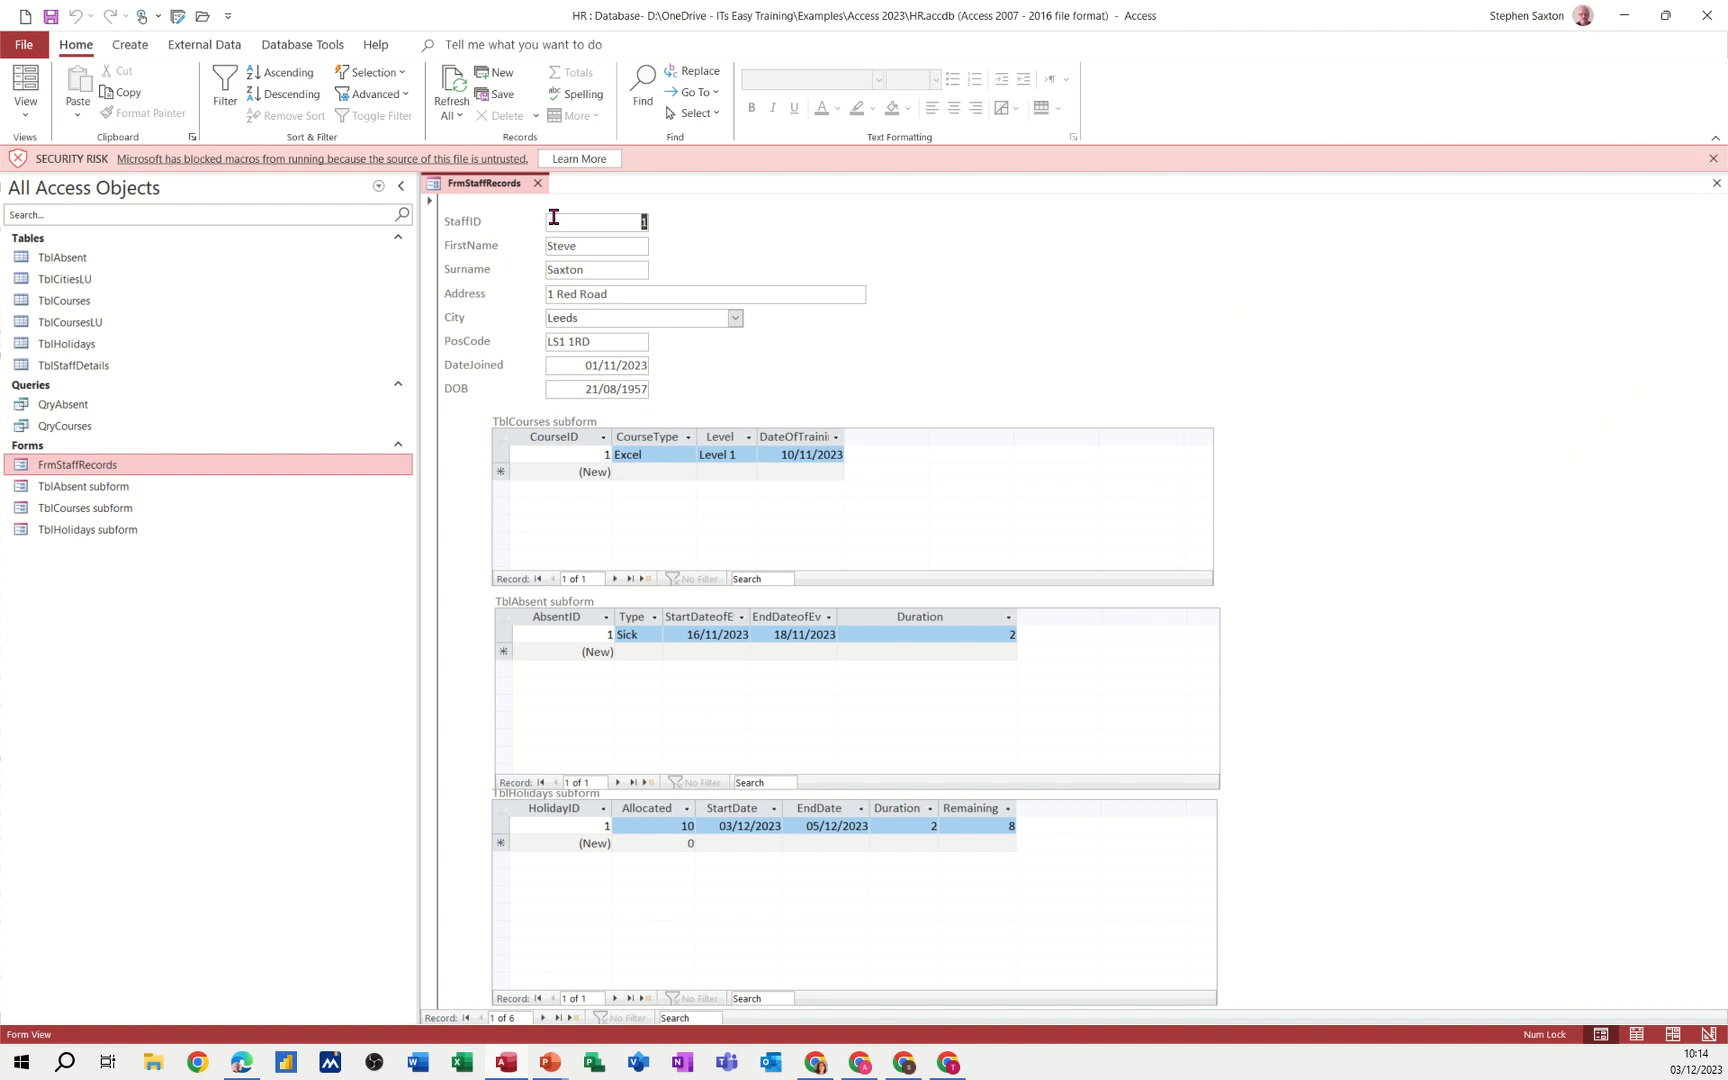 HR : Database- D:\OneDrive - ITs Easy Training\Examples\Access 2023\HR.accdb (Access 2007 - 2016 file format) - Access
Stephen Saxton
File Home Create External Data Database Tools Help Tell me what you want to do
View
Views
Paste
Cut
Copy
Format Painter
Clipboard
Filter
Ascending
Descending
Remove Sort
Selection
Advanced
Toggle Filter
Sort & Filter
Refresh
All
New
Save
Delete
Totals
Spelling
More
Records
Find
Replace
Go To
Select
Find
B I U A
Text Formatting
SECURITY RISK Microsoft has blocked macros from running because the source of this file is untrusted. Learn More
All Access Objects
Search...
Tables
TblAbsent
TblCitiesLU
TblCourses
TblCoursesLU
TblHolidays
TblStaffDetails
Queries
QryAbsent
QryCourses
Forms
FrmStaffRecords
TblAbsent subform
TblCourses subform
TblHolidays subform
FrmStaffRecords
StaffID 1
FirstName Steve
Surname Saxton
Address 1 Red Road
City Leeds
PosCode LS1 1RD
DateJoined 01/11/2023
DOB 21/08/1957
TblCourses subform
CourseID CourseType Level DateOfTraini
1 Excel Level 1 10/11/2023
(New)
Record: 1 of 1 No Filter Search
TblAbsent subform
AbsentID Type StartDateofE EndDateofEv Duration
1 Sick 16/11/2023 18/11/2023 2
(New)
Record: 1 of 1 No Filter Search
TblHolidays subform
HolidayID Allocated StartDate EndDate Duration Remaining
1 10 03/12/2023 05/12/2023 2 8
(New) 0
Record: 1 of 1 No Filter Search
Record: 1 of 6 No Filter Search
Form View
Num Lock
10:14
03/12/2023